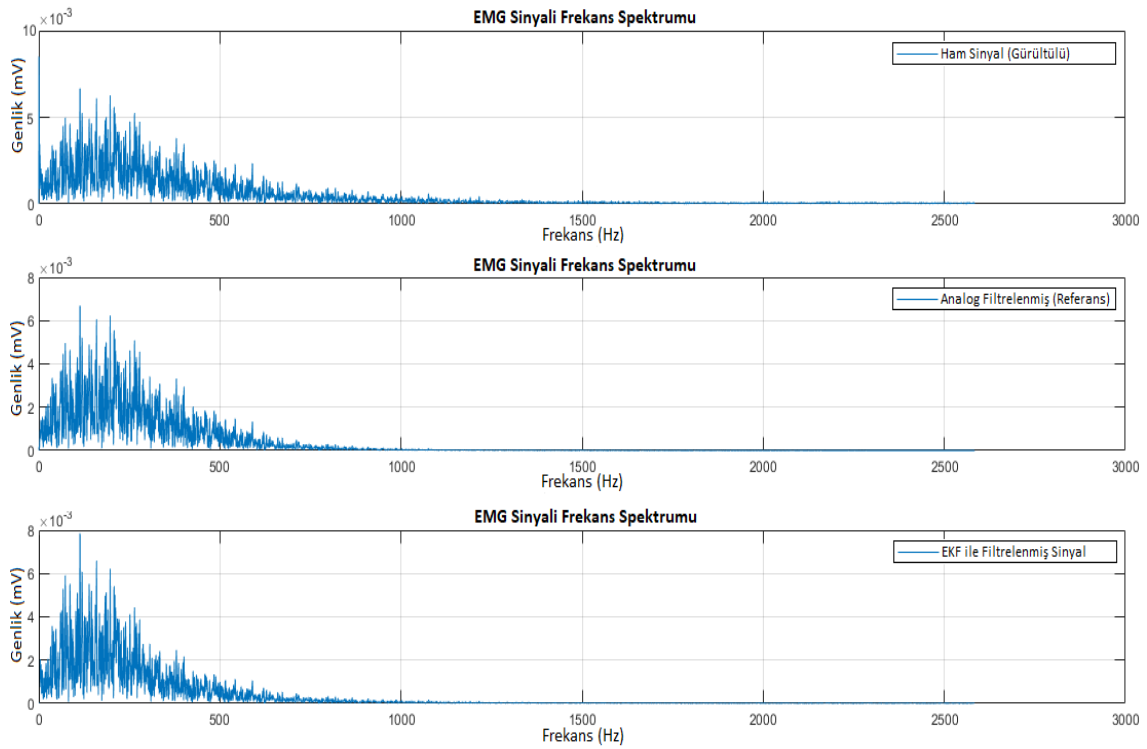 EMG Sinyali Frekans Spektrumu
×10⁻³
10
5
0
Genlik (mV)
Ham Sinyal (Gürültülü)
0 500 1000 1500 2000 2500 3000
Frekans (Hz)
EMG Sinyali Frekans Spektrumu
×10⁻³
8
6
4
2
0
Genlik (mV)
Analog Filtrelenmiş (Referans)
0 500 1000 1500 2000 2500 3000
Frekans (Hz)
EMG Sinyali Frekans Spektrumu
×10⁻³
8
6
4
2
0
Genlik (mV)
EKF ile Filtrelenmiş Sinyal
0 500 1000 1500 2000 2500 3000
Frekans (Hz)